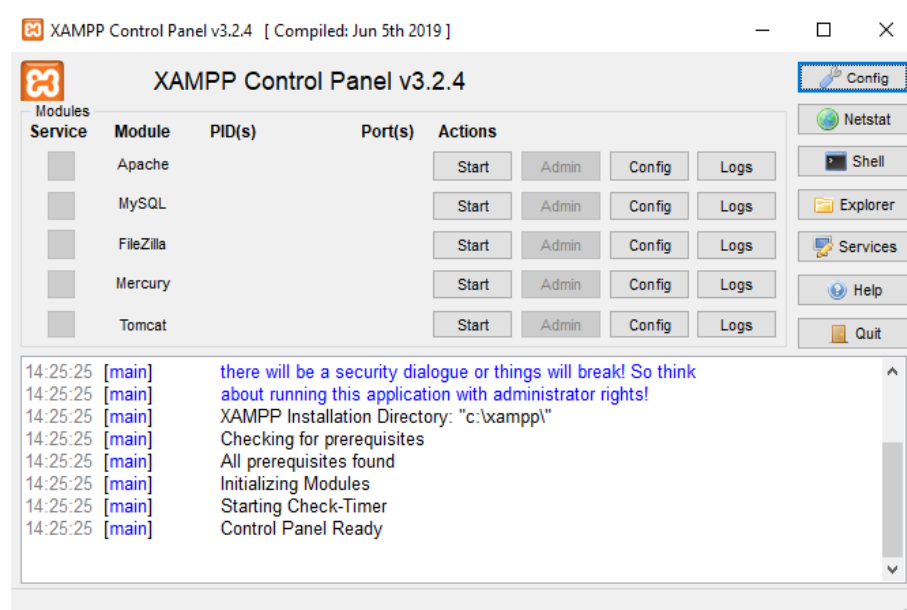 XAMPP Control Panel v3.2.4 [ Compiled: Jun 5th 2019 ]
XAMPP Control Panel v3.2.4
Config
Modules
Service Module PID(s) Port(s) Actions
Netstat
Apache Start Admin Config Logs
Shell
MySQL Start Admin Config Logs
Explorer
FileZilla Start Admin Config Logs
Services
Mercury Start Admin Config Logs
Help
Tomcat Start Admin Config Logs
Quit
14:25:25 [main] there will be a security dialogue or things will break! So think
14:25:25 [main] about running this application with administrator rights!
14:25:25 [main] XAMPP Installation Directory: "c:\xampp\"
14:25:25 [main] Checking for prerequisites
14:25:25 [main] All prerequisites found
14:25:25 [main] Initializing Modules
14:25:25 [main] Starting Check-Timer
14:25:25 [main] Control Panel Ready